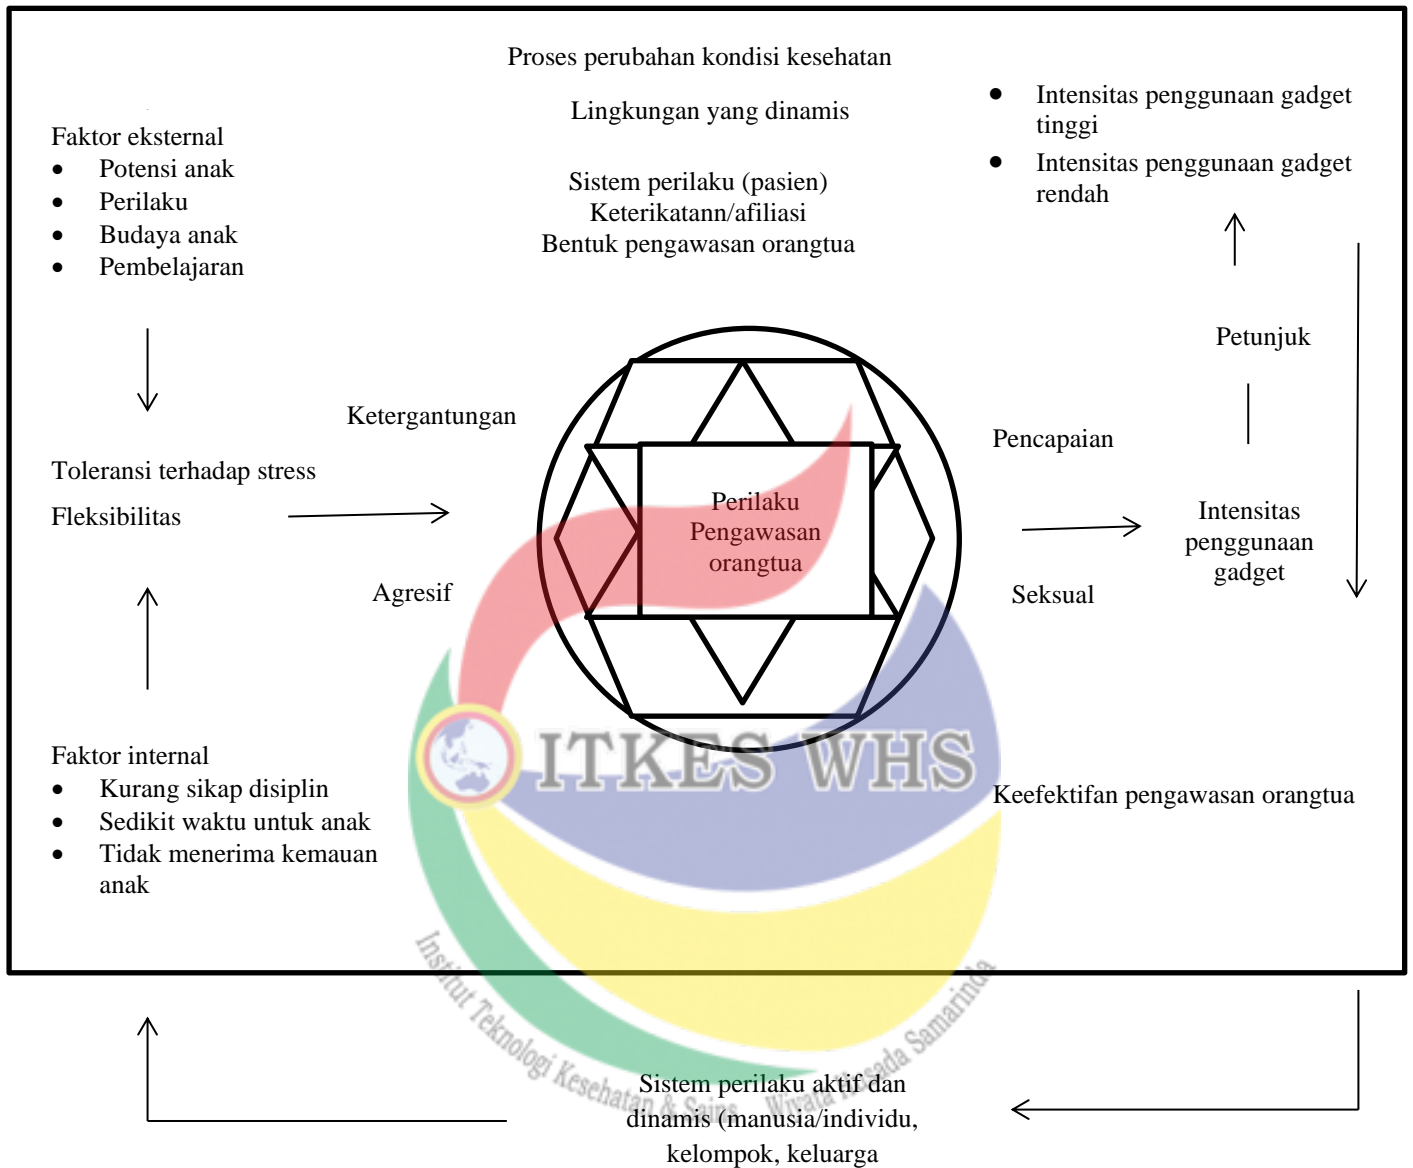 Proses perubahan kondisi kesehatan
Lingkungan yang dinamis
Sistem perilaku (pasien)
Keterikatann/afiliasi
Bentuk pengawasan orangtua
Faktor eksternal
• Potensi anak
• Perilaku
• Budaya anak
• Pembelajaran
• Intensitas penggunaan gadget
tinggi
• Intensitas penggunaan gadget
rendah
Petunjuk
Ketergantungan
Pencapaian
Toleransi terhadap stress
Fleksibilitas
Perilaku
Pengawasan
orangtua
Intensitas
penggunaan
gadget
Agresif
Seksual
Faktor internal
• Kurang sikap disiplin
• Sedikit waktu untuk anak
• Tidak menerima kemauan
anak
ITKES WHS
Keefektifan pengawasan orangtua
Institut Teknologi Kesehatan & Sains Wiyata Husada Samarinda
Sistem perilaku aktif dan
dinamis (manusia/individu,
kelompok, keluarga